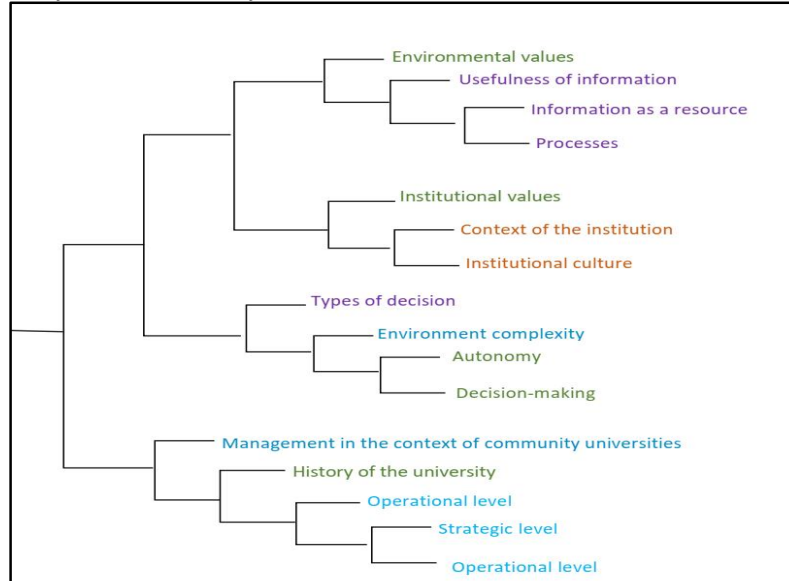 Environmental values
Usefulness of information
Information as a resource
Processes
Institutional values
Context of the institution
Institutional culture
Types of decision
Environment complexity
Autonomy
Decision-making
Management in the context of community universities
History of the university
Operational level
Strategic level
Operational level